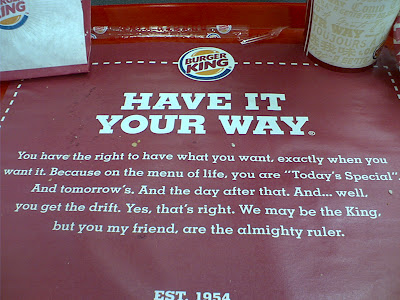 KING
BURGER
KING
WAY
HAVE IT
YOUR WAY®
You have the right to have what you want, exactly when you
want it. Because on the menu of life, you are “Today's Special”.
And tomorrow's. And the day after that. And... well,
you get the drift. Yes, that's right. We may be the King,
but you my friend, are the almighty ruler.
EST. 1954